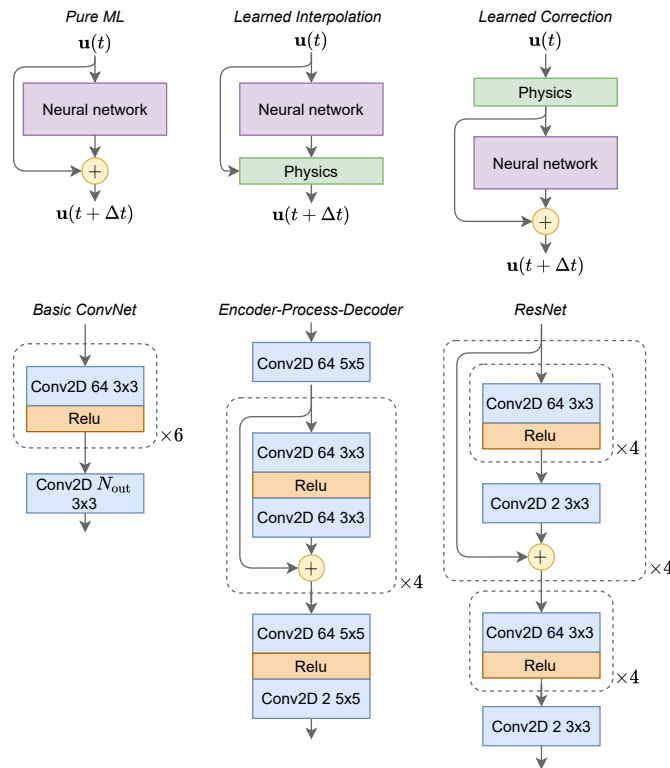 Pure ML
u(t)
Neural network
+
u(t + Δt)
Learned Interpolation
u(t)
Neural network
Physics
u(t + Δt)
Learned Correction
u(t)
Physics
Neural network
+
u(t + Δt)
Basic ConvNet
Conv2D 64 3x3
Relu
×6
Conv2D N_out
3x3
Encoder-Process-Decoder
Conv2D 64 5x5
Conv2D 64 3x3
Relu
Conv2D 64 3x3
+
×4
Conv2D 64 5x5
Relu
Conv2D 2 5x5
ResNet
Conv2D 64 3x3
Relu
×4
Conv2D 2 3x3
+
×4
Conv2D 64 3x3
Relu
×4
Conv2D 2 3x3